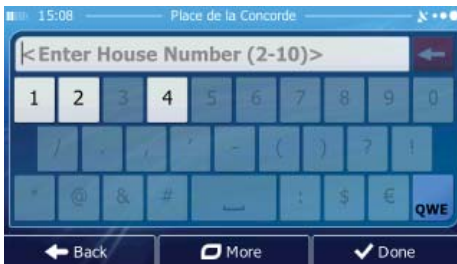 15:08 Place de la Concorde
<Enter House Number (2-10)>
1 2 3 4 5 6 7 8 9 0
/ . , ' - ( ) ? !
* @ & # : $ € QWE
Back More Done